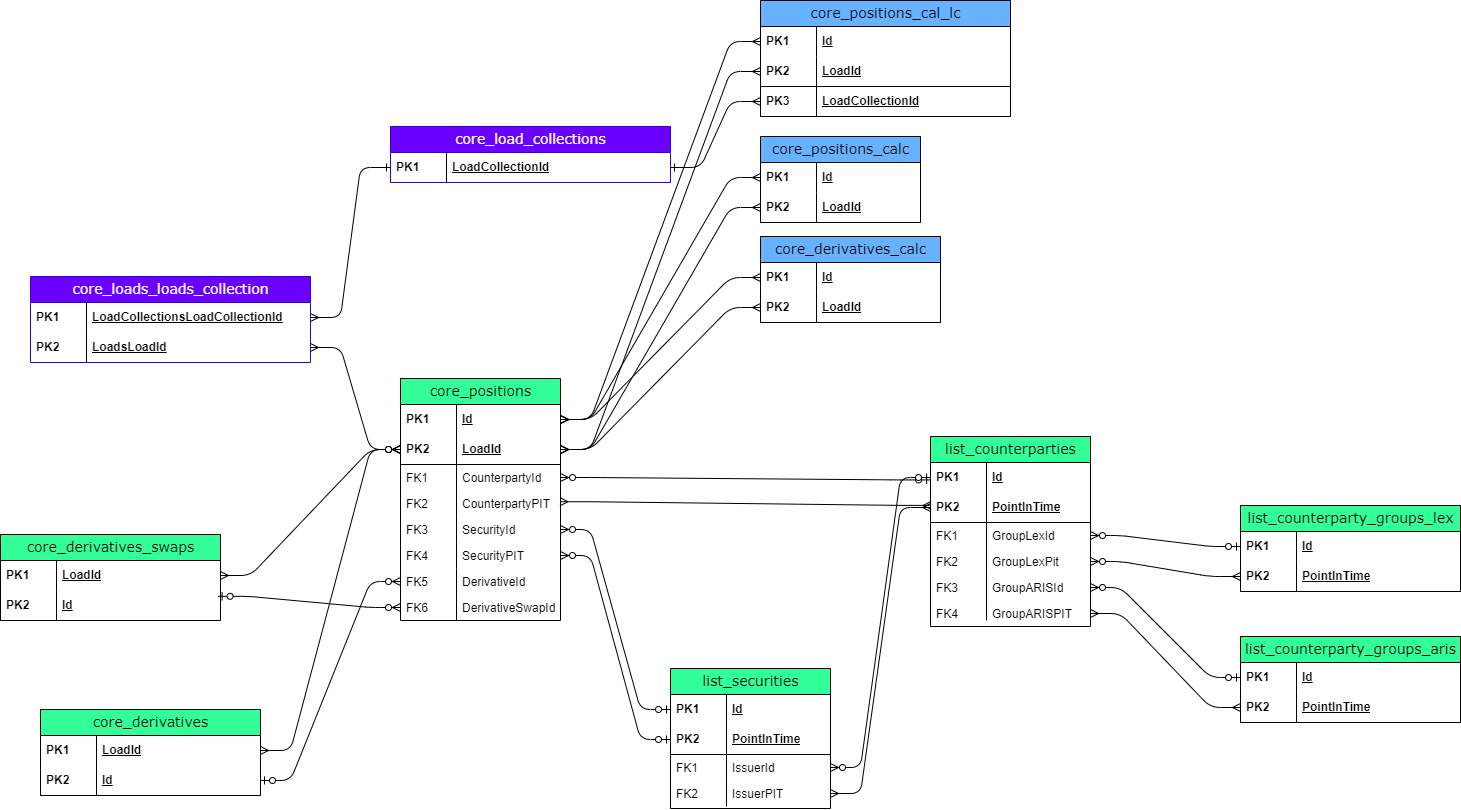 core_positions_cal_lc
PK1 Id
PK2 LoadId
PK3 LoadCollectionId
core_load_collections
PK1 LoadCollectionId
core_positions_calc
PK1 Id
PK2 LoadId
core_derivatives_calc
PK1 Id
PK2 LoadId
core_loads_loads_collection
PK1 LoadCollectionsLoadCollectionId
PK2 LoadsLoadId
core_positions
PK1 Id
PK2 LoadId
FK1 CounterpartyId
FK2 CounterpartyPIT
FK3 SecurityId
FK4 SecurityPIT
FK5 DerivativeId
FK6 DerivativeSwapId
list_counterparties
PK1 Id
PK2 PointInTime
FK1 GroupLexId
FK2 GroupLexPit
FK3 GroupARISId
FK4 GroupARISPIT
list_counterparty_groups_lex
PK1 Id
PK2 PointInTime
core_derivatives_swaps
PK1 LoadId
PK2 Id
list_counterparty_groups_aris
PK1 Id
PK2 PointInTime
list_securities
PK1 Id
PK2 PointInTime
FK1 IssuerId
FK2 IssuerPIT
core_derivatives
PK1 LoadId
PK2 Id